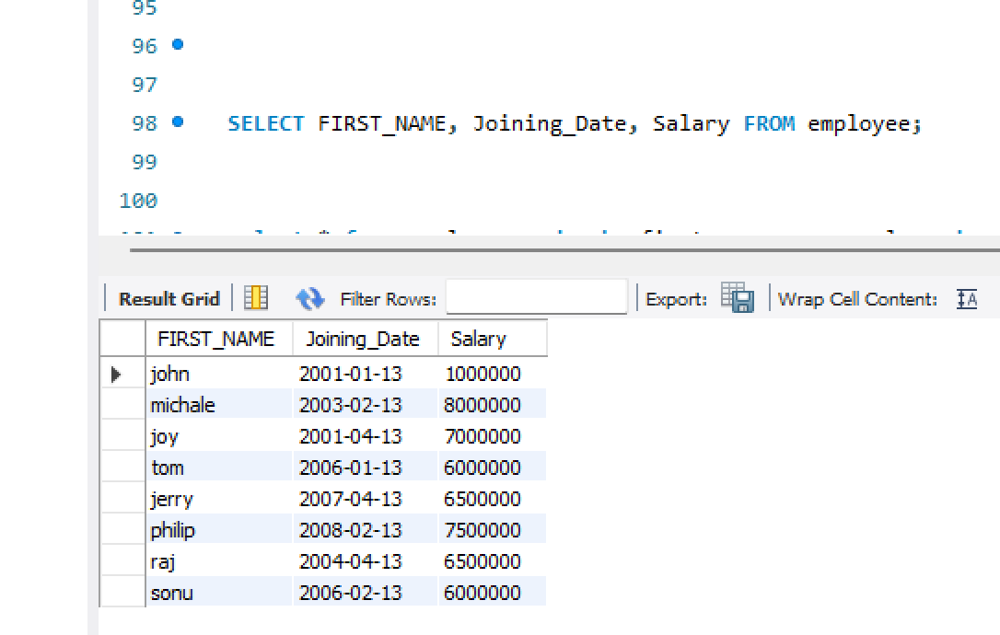 95
96
97
98 SELECT FIRST_NAME, Joining_Date, Salary FROM employee;
99
100
Result Grid Filter Rows: Export: Wrap Cell Content:
FIRST_NAME Joining_Date Salary
john 2001-01-13 1000000
michale 2003-02-13 8000000
joy 2001-04-13 7000000
tom 2006-01-13 6000000
jerry 2007-04-13 6500000
philip 2008-02-13 7500000
raj 2004-04-13 6500000
sonu 2006-02-13 6000000